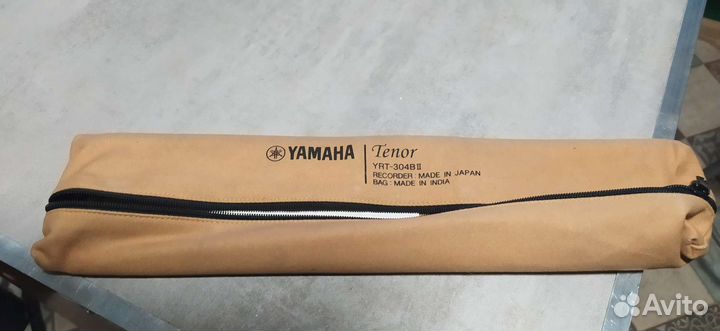 YAMAHA
Tenor
YRT-304BⅡ
RECORDER : MADE IN JAPAN
BAG : MADE IN INDIA
Avito